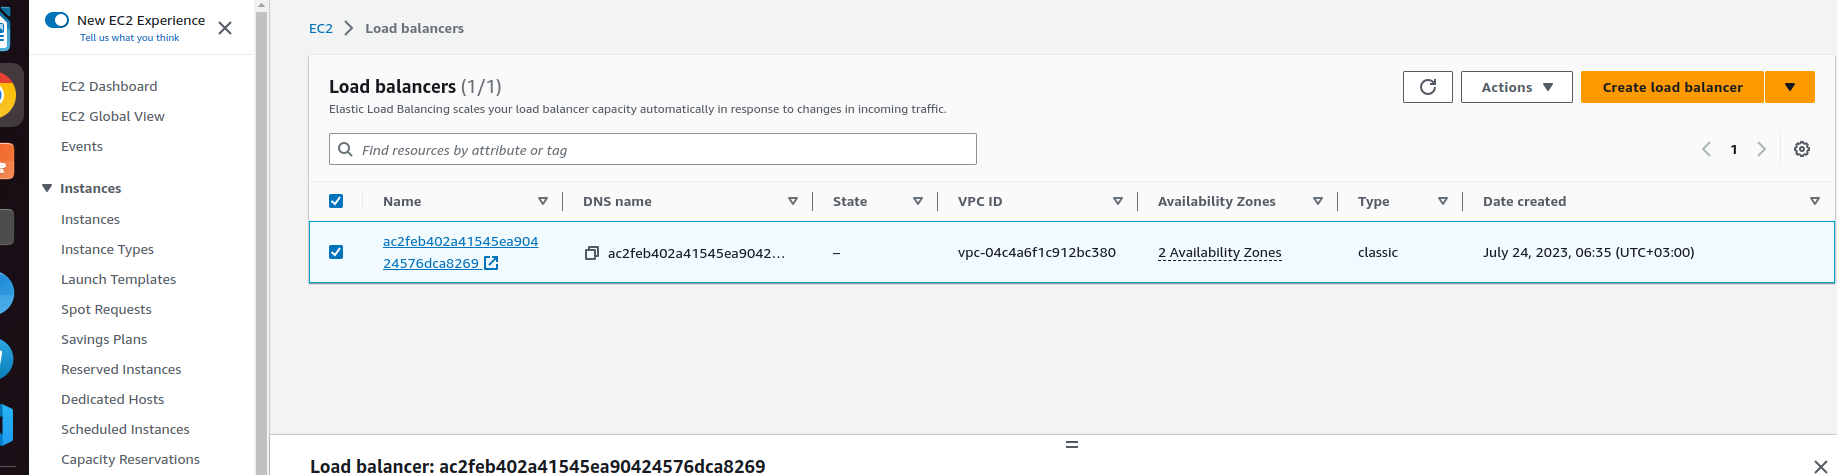 New EC2 Experience
Tell us what you think
EC2 Dashboard
EC2 Global View
Events
Instances
Instances
Instance Types
Launch Templates
Spot Requests
Savings Plans
Reserved Instances
Dedicated Hosts
Scheduled Instances
Capacity Reservations
EC2 Load balancers
Load balancers (1/1)
Elastic Load Balancing scales your load balancer capacity automatically in response to changes in incoming traffic.
Actions
Create load balancer
Find resources by attribute or tag
1
Name DNS name State VPC ID Availability Zones Type Date created
ac2feb402a41545ea904
24576dca8269
ac2feb402a41545ea9042... – vpc-04c4a6f1c912bc380 2 Availability Zones classic July 24, 2023, 06:35 (UTC+03:00)
Load balancer: ac2feb402a41545ea90424576dca8269